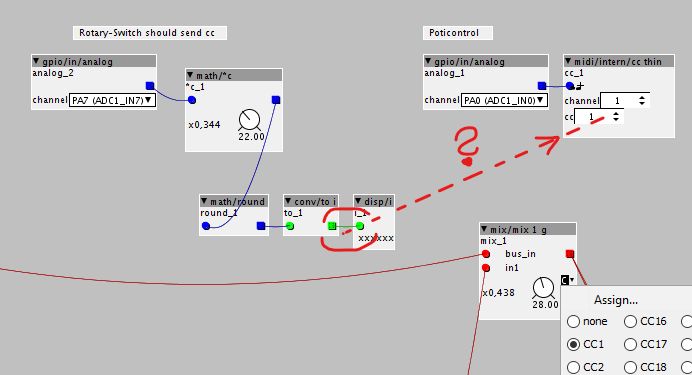 Rotary-Switch should send cc
Poticontrol
gpio/in/analog
analog_2
channel PA7 (ADC1_IN7)
math/*c
*c_1
x0,344
22.00
gpio/in/analog
analog_1
channel PA0 (ADC1_IN0)
midi/intern/cc thin
cc_1
channel 1
cc 1
?
math/round
round_1
conv/to i
to_1
disp/i
i_1
xxxxxx
mix/mix 1 g
mix_1
bus_in
in1
x0,438
28.00
C
Assign...
none
CC16
CC1
CC17
CC2
CC18